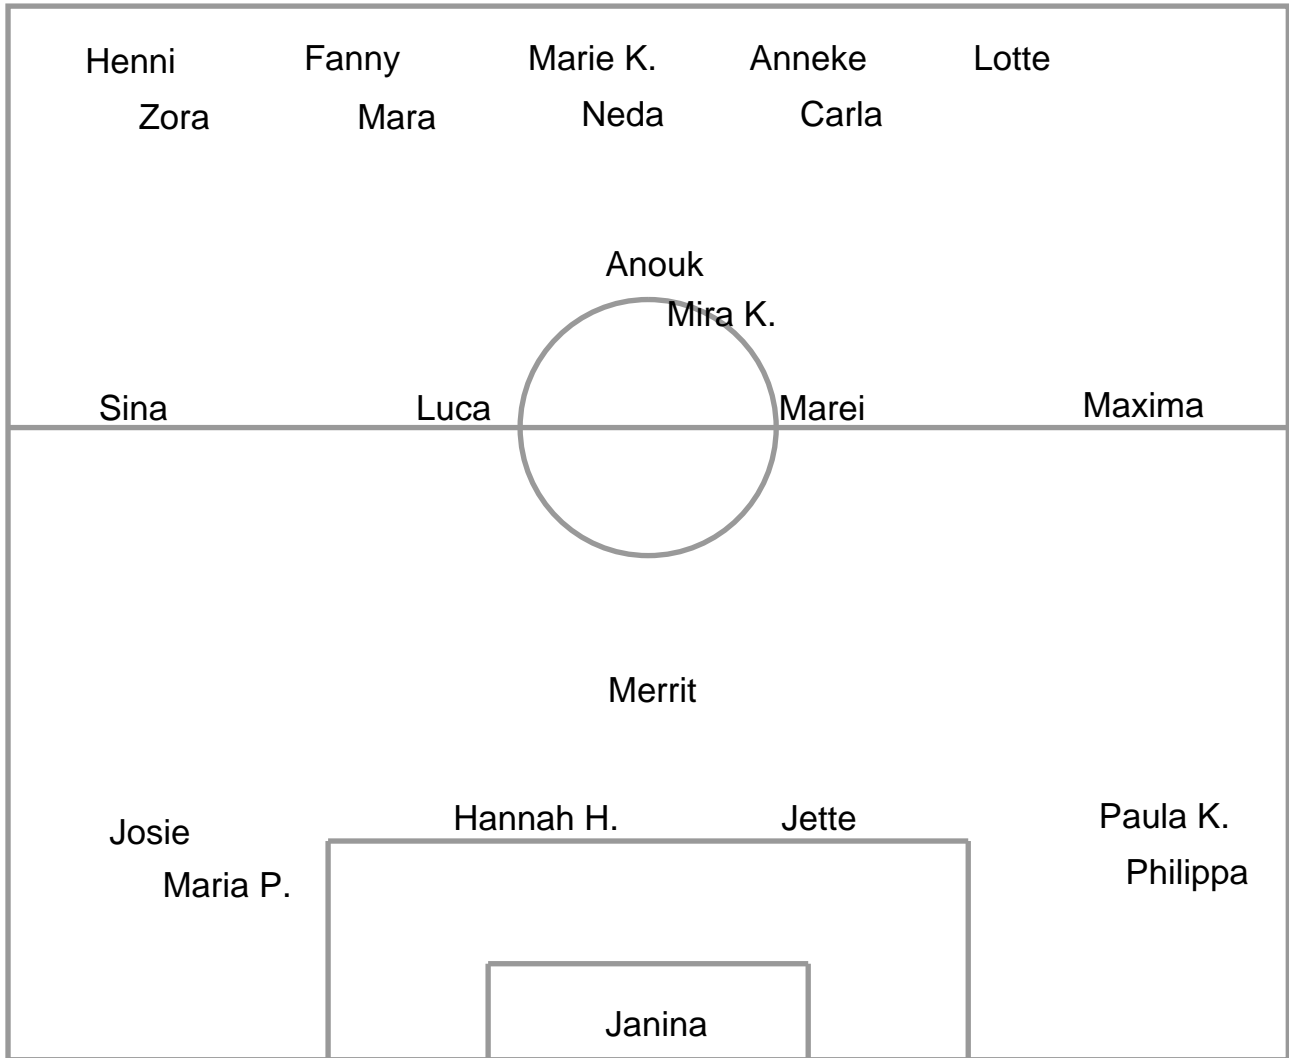 Henni Fanny Marie K. Anneke Lotte
Zora Mara Neda Carla
Anouk
Mira K.
Sina Luca Marei Maxima
Merrit
Josie Hannah H. Jette Paula K.
Maria P. Philippa
Janina